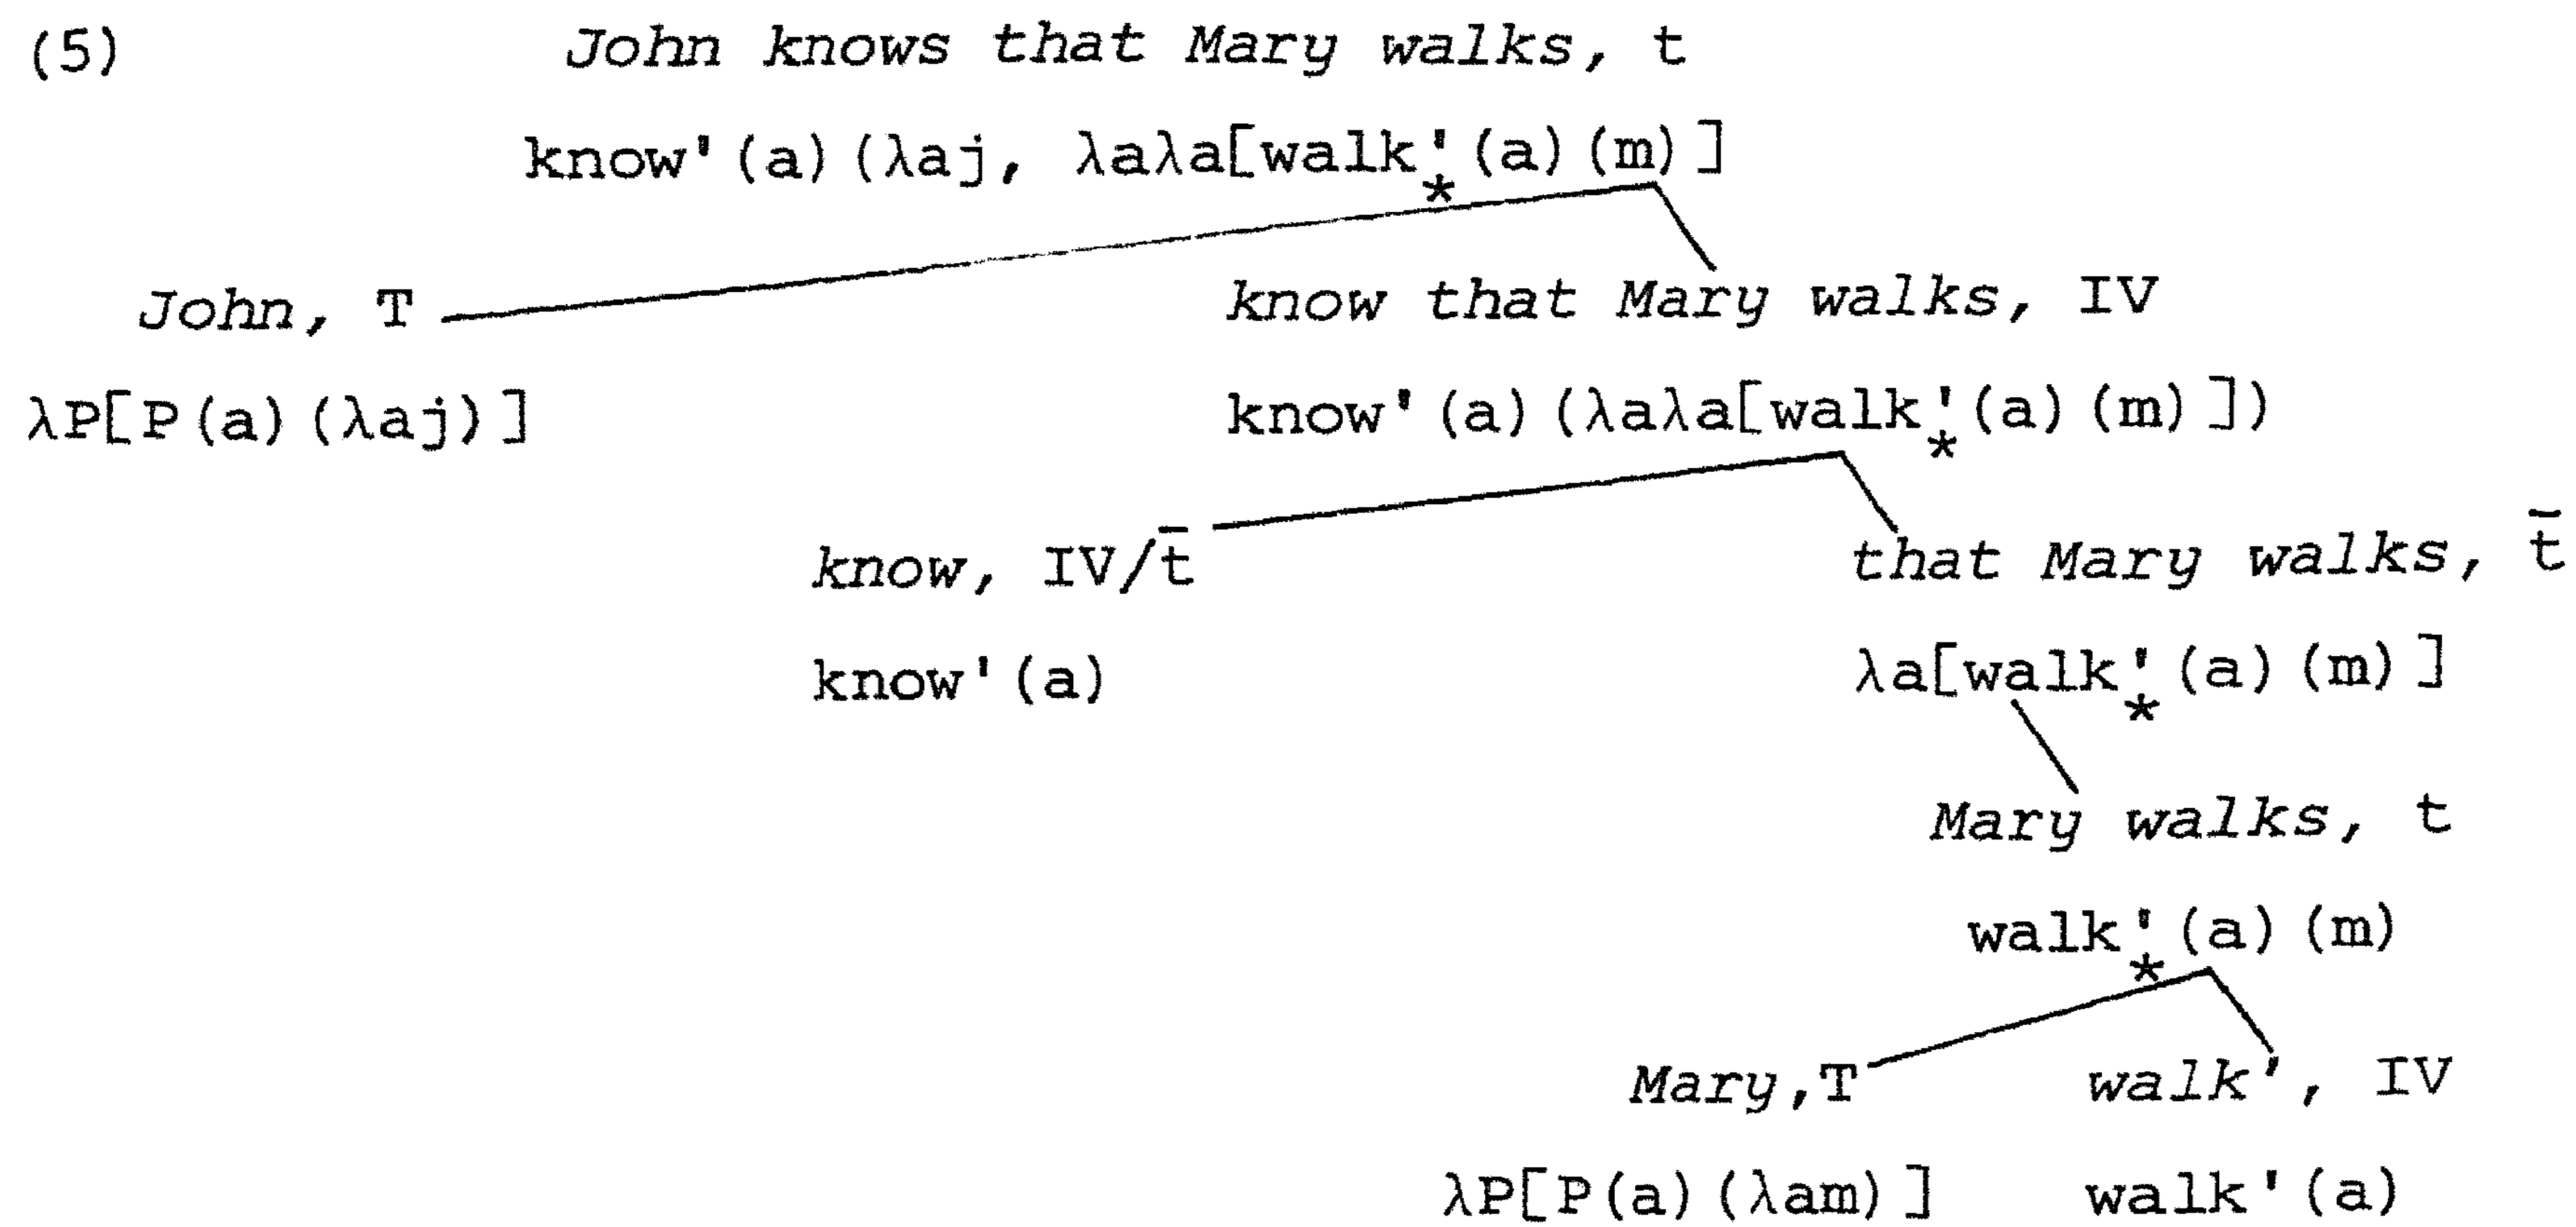 (5) John knows that Mary walks, t
know'(a)(λaj, λaλa[walk'⁎(a)(m)]
John, T know that Mary walks, IV
λP[P(a)(λaj)] know'(a)(λaλa[walk'⁎(a)(m)])
know, IV/t̄ that Mary walks, t̄
know'(a) λa[walk'⁎(a)(m)]
Mary walks, t
walk'⁎(a)(m)
Mary,T walk', IV
λP[P(a)(λam)] walk'(a)